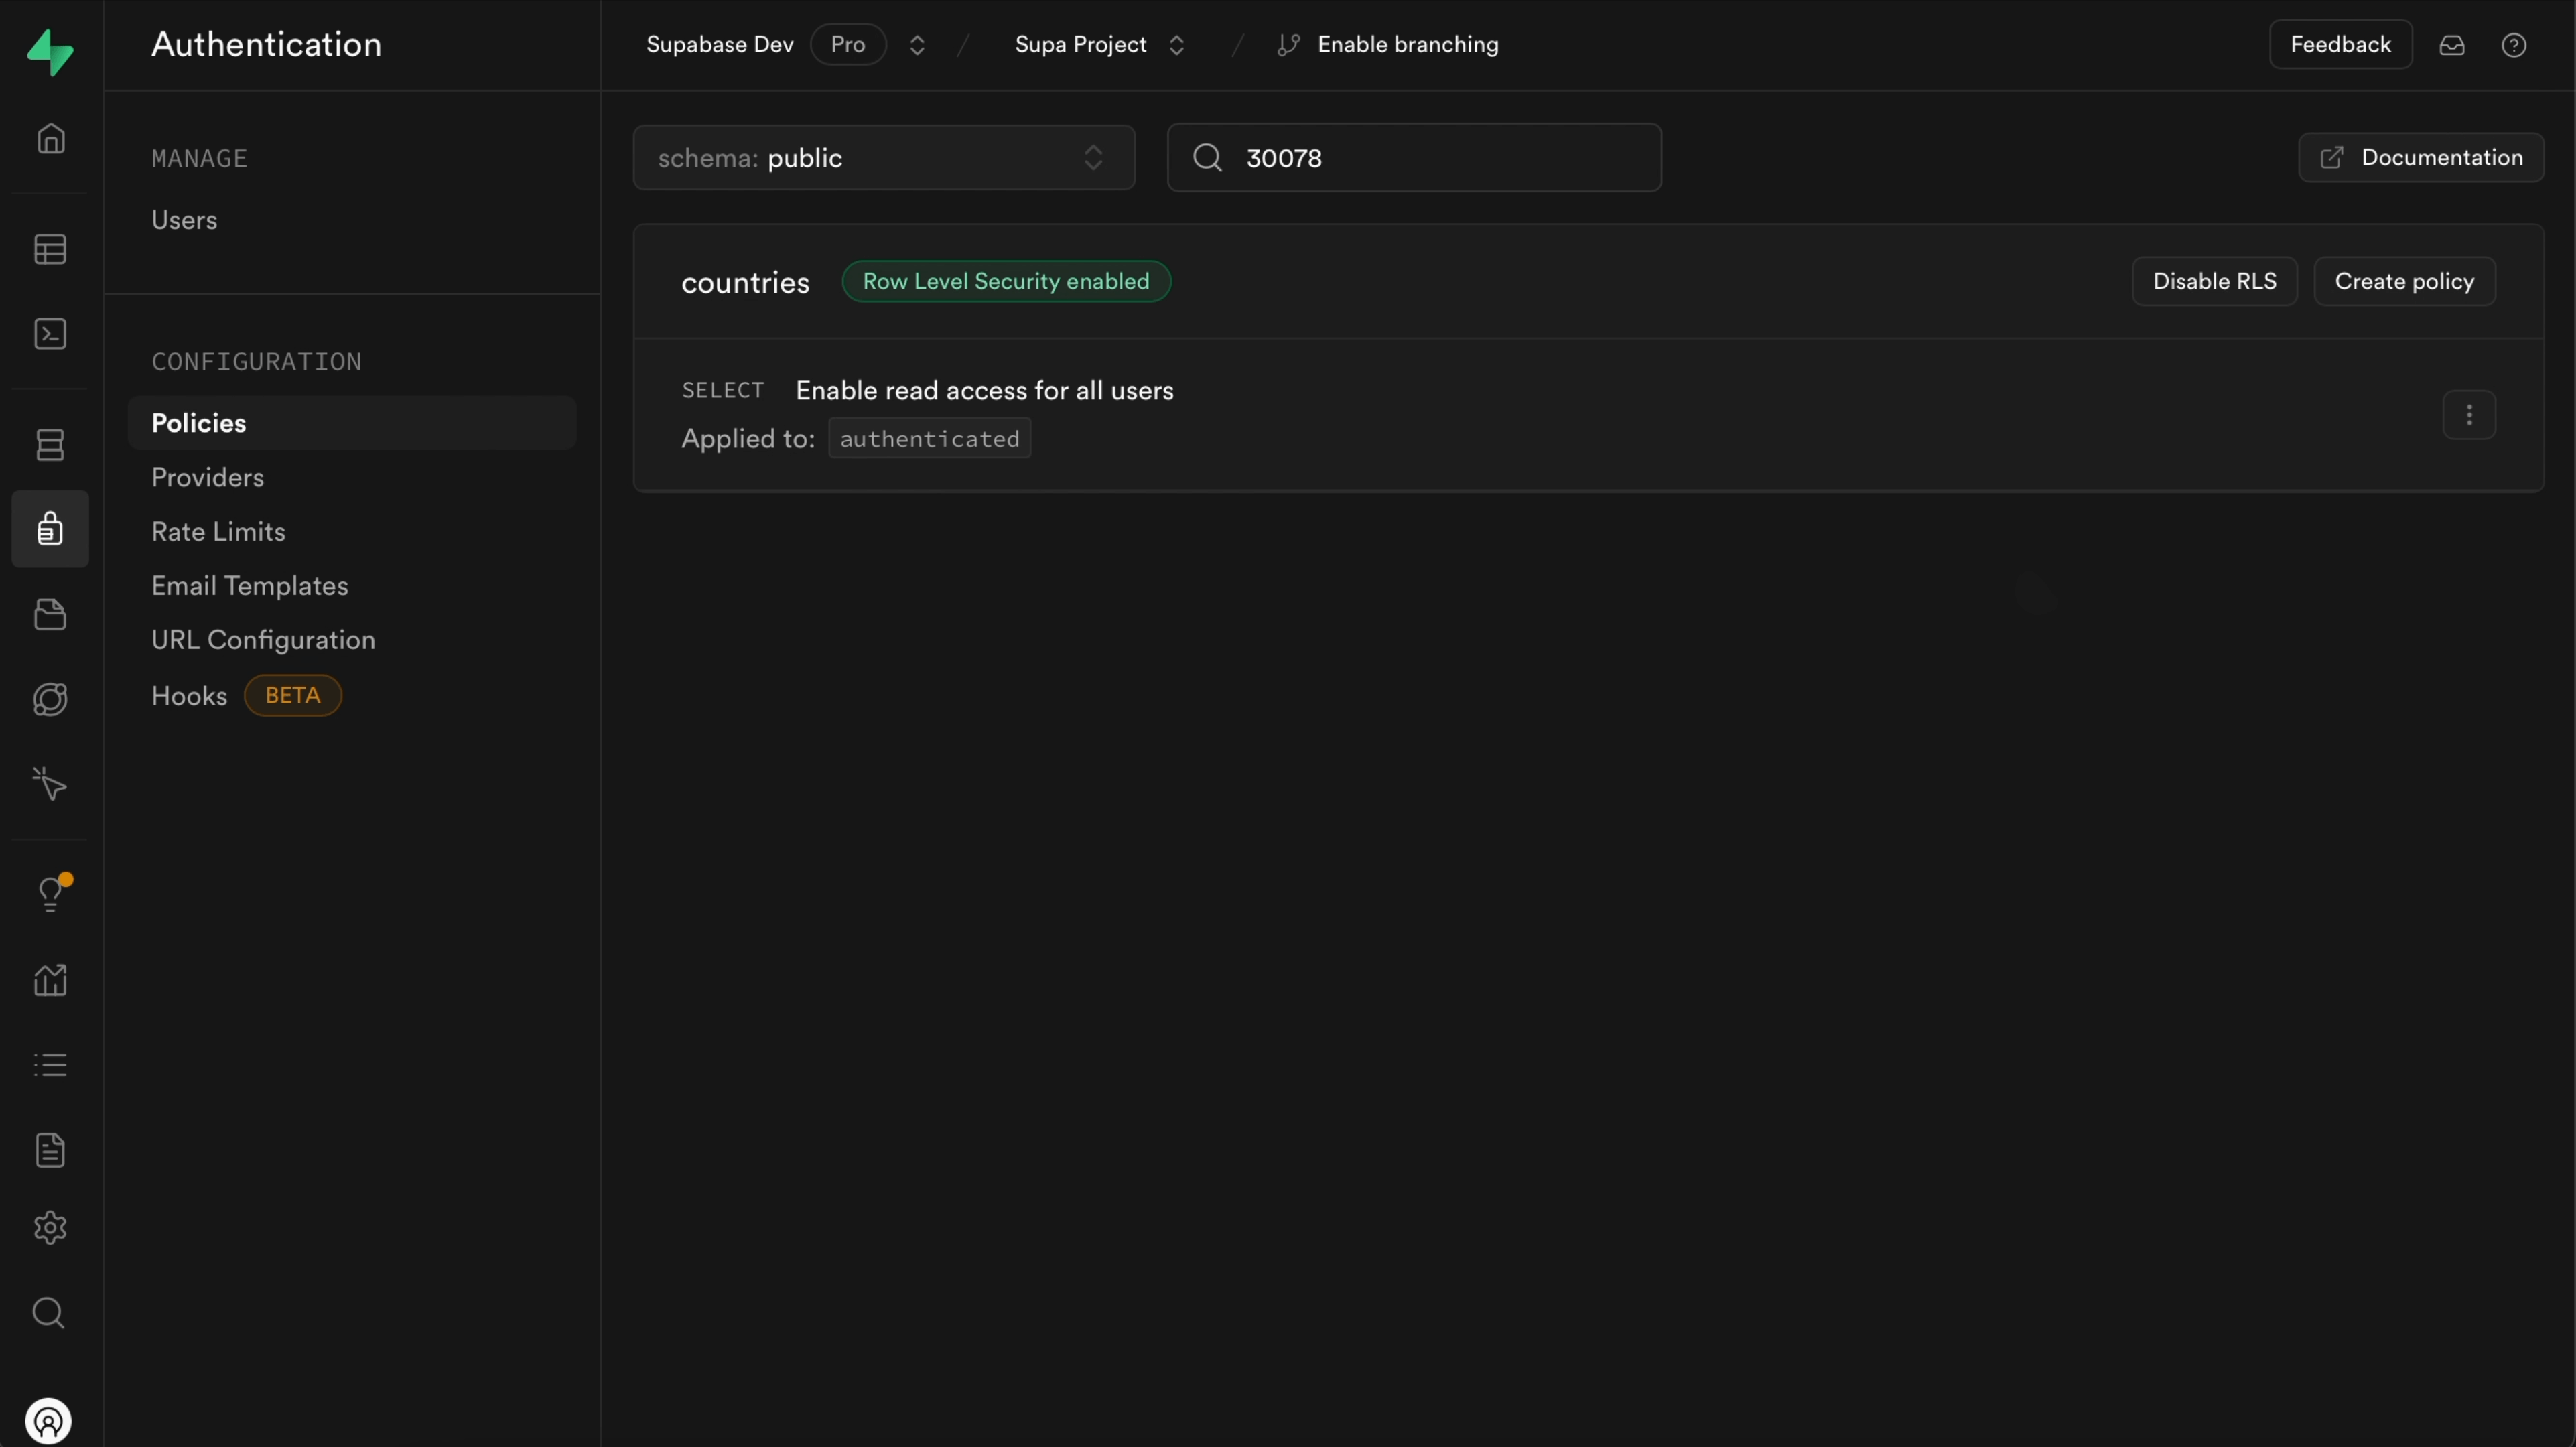 Authentication
Supabase Dev Pro / Supa Project / Enable branching
Feedback
MANAGE
Users
CONFIGURATION
Policies
Providers
Rate Limits
Email Templates
URL Configuration
Hooks BETA
schema: public
30078
Documentation
countries Row Level Security enabled
Disable RLS
Create policy
SELECT Enable read access for all users
Applied to: authenticated